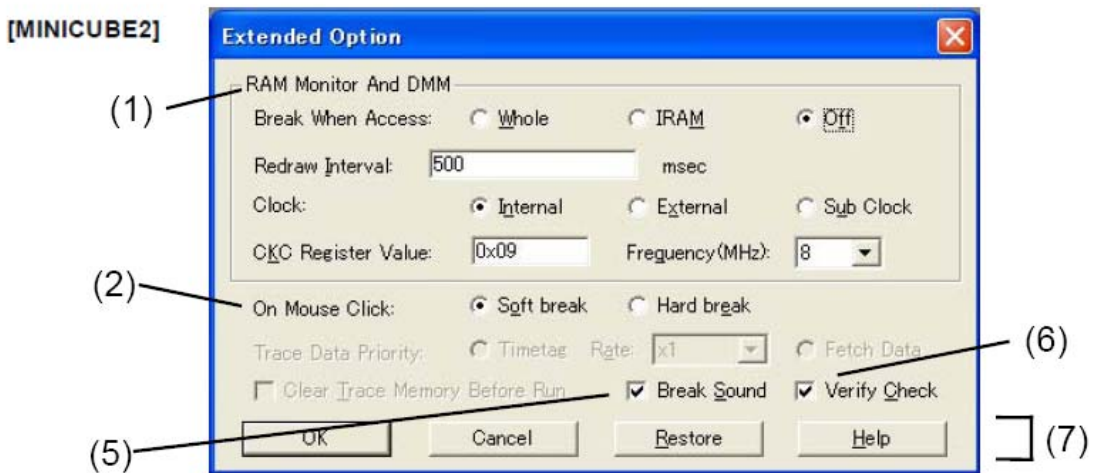 [MINICUBE2]
Extended Option
(1)
RAM Monitor And DMM
Break When Access: Whole IRAM Off
Redraw Interval: 500 msec
Clock: Internal External Sub Clock
CKC Register Value: 0x09 Frequency(MHz): 8
(2)
On Mouse Click: Soft break Hard break
Trace Data Priority: Timetag Rate: x1 Fetch Data
(6)
Clear Trace Memory Before Run Break Sound Verify Check
(5)
OK Cancel Restore Help
(7)